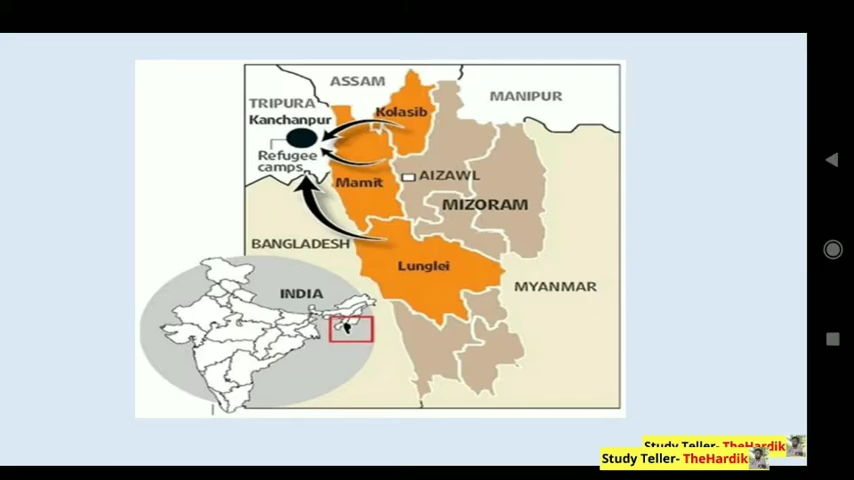 ASSAM
TRIPURA
MANIPUR
Kanchanpur
Kolasib
Refugee
camps
Mamit
AIZAWL
MIZORAM
BANGLADESH
Lunglei
INDIA
MYANMAR
Study Teller- TheHardik
Study Teller- TheHardik